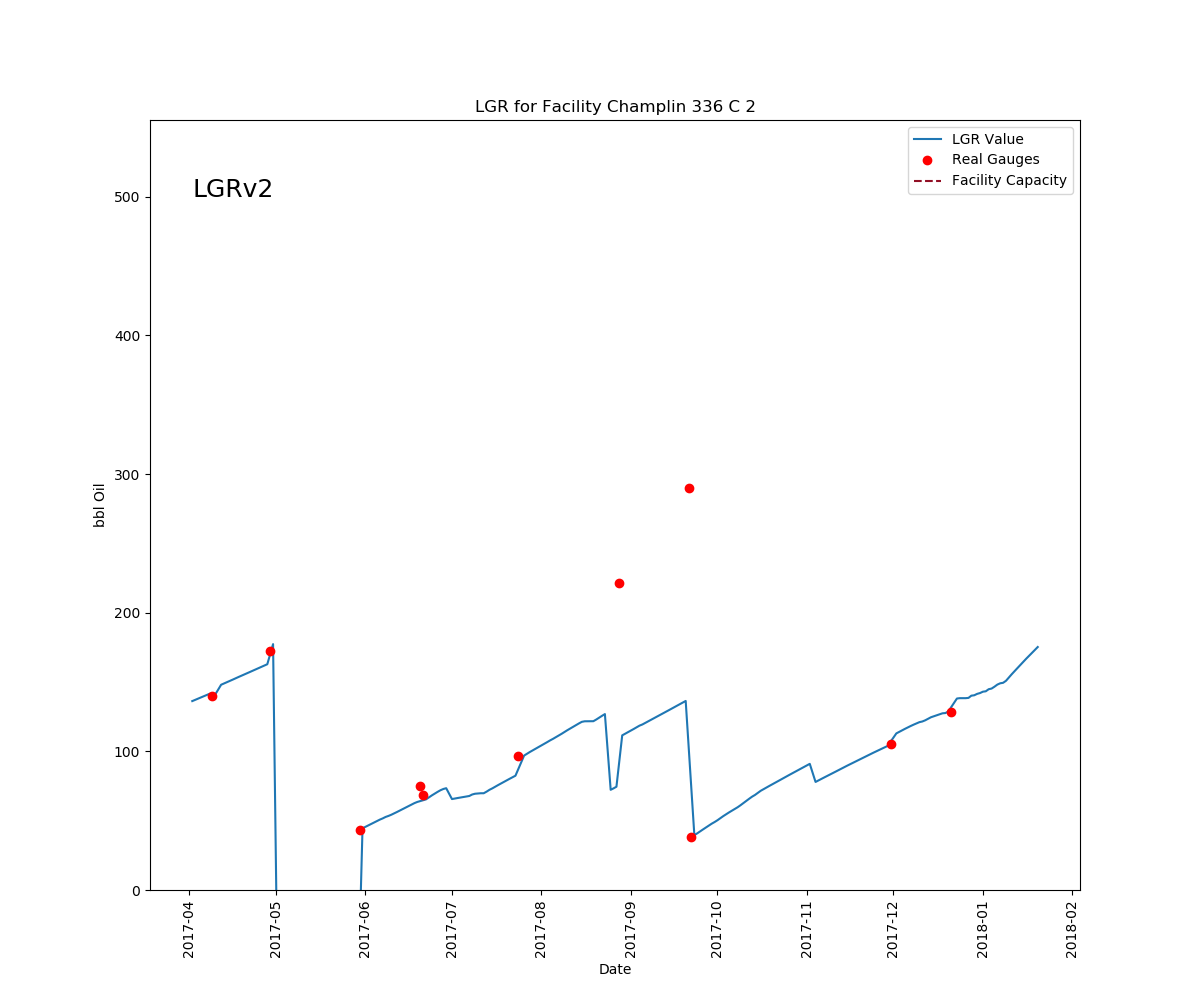 LGR for Facility Champlin 336 C 2
LGRv2
LGR Value
Real Gauges
Facility Capacity
bbl Oil
500
400
300
200
100
0
2017-04
2017-05
2017-06
2017-07
2017-08
2017-09
2017-10
2017-11
2017-12
2018-01
2018-02
Date